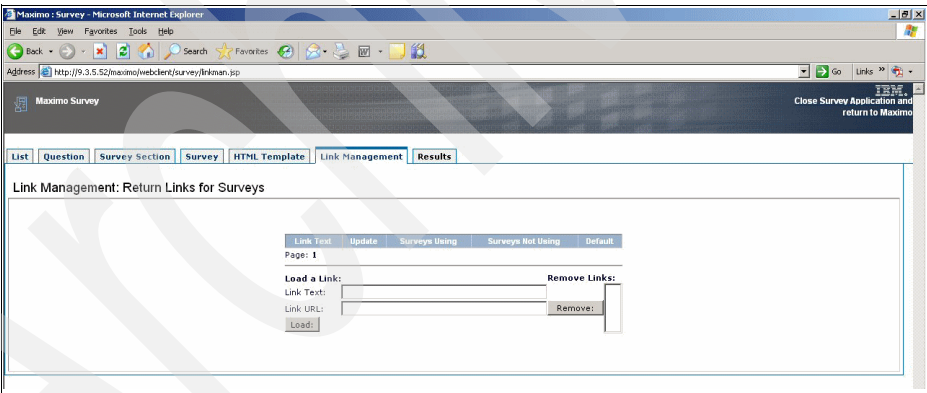 Maximo : Survey - Microsoft Internet Explorer
File Edit View Favorites Tools Help
Back Search Favorites
Address http://9.3.5.52/maximo/webclient/survey/linkman.jsp Go Links »
IBM.
Maximo Survey
Close Survey Application and
return to Maximo
List Question Survey Section Survey HTML Template Link Management Results
Link Management: Return Links for Surveys
Link Text Update Surveys Using Surveys Not Using Default
Page: 1
Load a Link: Remove Links:
Link Text:
Link URL: Remove:
Load: